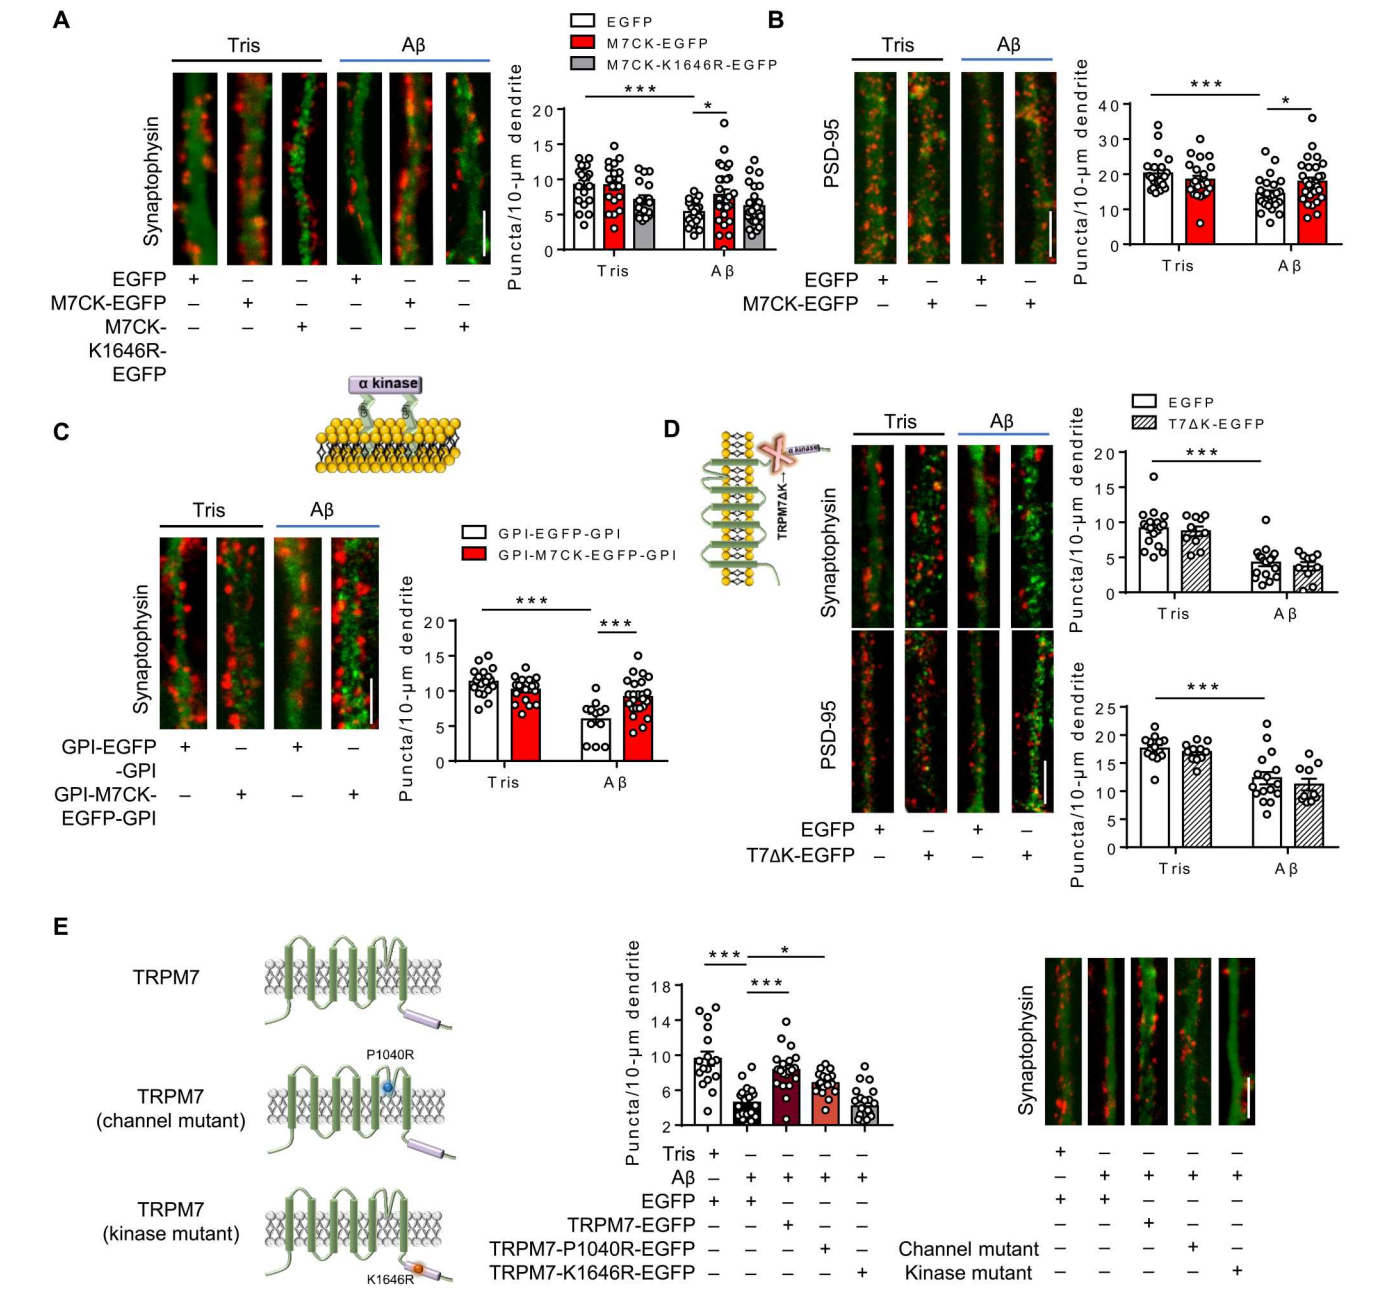 A
Tris
Aβ
Synaptophysin
EGFP + – – + – –
M7CK-EGFP – + – – + –
M7CK- – – + – – +
K1646R-
EGFP
EGFP
M7CK-EGFP
M7CK-K1646R-EGFP
Puncta/10-µm dendrite
***
*
20
15
10
5
0
Tris
Aβ
B
Tris
Aβ
PSD-95
EGFP + – + –
M7CK-EGFP – + – +
Puncta/10-µm dendrite
***
*
40
30
20
10
0
Tris
Aβ
C
α kinase
GPI
GPI
Tris
Aβ
Synaptophysin
GPI-EGFP + – + –
-GPI
GPI-M7CK- – + – +
EGFP-GPI
GPI-EGFP-GPI
GPI-M7CK-EGFP-GPI
Puncta/10-µm dendrite
***
***
20
15
10
5
0
Tris
Aβ
D
α kinase
TRPM7ΔK→
Tris
Aβ
Synaptophysin
PSD-95
EGFP + – + –
T7ΔK-EGFP – + – +
EGFP
T7ΔK-EGFP
Puncta/10-µm dendrite
***
20
15
10
5
0
Tris
Aβ
Puncta/10-µm dendrite
***
25
20
15
10
5
0
Tris
Aβ
E
TRPM7
P1040R
TRPM7
(channel mutant)
TRPM7
(kinase mutant)
K1646R
Puncta/10-µm dendrite
***
*
***
18
14
10
6
2
Tris + – – – –
Aβ – + + + +
EGFP + + – – –
TRPM7-EGFP – – + – –
TRPM7-P1040R-EGFP – – – + –
TRPM7-K1646R-EGFP – – – – +
Synaptophysin
+ – – – –
– + + + +
+ + – – –
– – + – –
Channel mutant – – – + –
Kinase mutant – – – – +